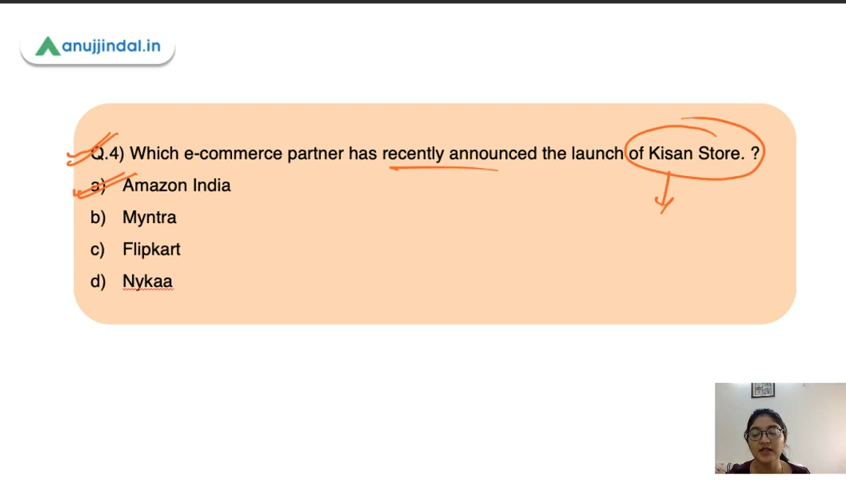 anujjindal.in
Q.4) Which e-commerce partner has recently announced the launch of Kisan Store. ?
a) Amazon India
b) Myntra
c) Flipkart
d) Nykaa